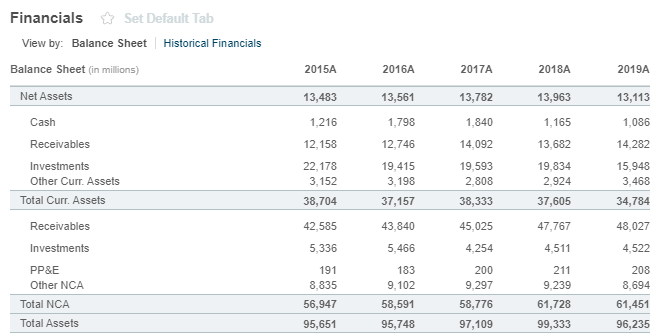 Financials ☆ Set Default Tab
View by: Balance Sheet | Historical Financials
Balance Sheet (in millions) 2015A 2016A 2017A 2018A 2019A
Net Assets 13,483 13,561 13,782 13,963 13,113
Cash 1,216 1,798 1,840 1,165 1,086
Receivables 12,158 12,746 14,092 13,682 14,282
Investments 22,178 19,415 19,593 19,834 15,948
Other Curr. Assets 3,152 3,198 2,808 2,924 3,468
Total Curr. Assets 38,704 37,157 38,333 37,605 34,784
Receivables 42,585 43,840 45,025 47,767 48,027
Investments 5,336 5,466 4,254 4,511 4,522
PP&E 191 183 200 211 208
Other NCA 8,835 9,102 9,297 9,239 8,694
Total NCA 56,947 58,591 58,776 61,728 61,451
Total Assets 95,651 95,748 97,109 99,333 96,235